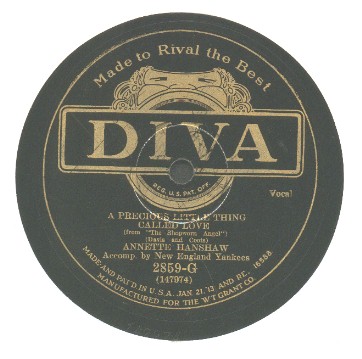 Made to Rival the Best
DIVA
REG. U.S. PAT. OFF.
Vocal
A PRECIOUS LITTLE THING
CALLED LOVE
(from "The Shopworn Angel")
(Davis and Coots)
ANNETTE HANSHAW
Accomp. by New England Yankees
2859-G
(147974)
MADE AND PAT'D IN U.S.A. JAN. 21, '13 AND RE. 16588
MANUFACTURED FOR THE W.T. GRANT CO.